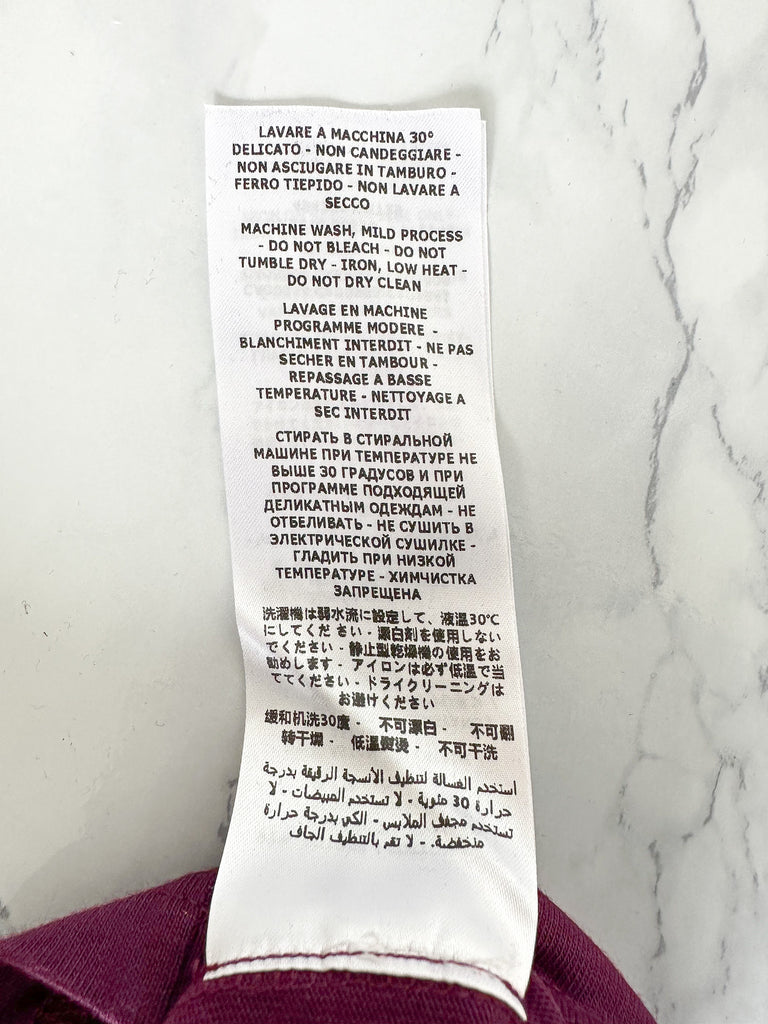 LAVARE A MACCHINA 30°
DELICATO - NON CANDEGGIARE -
NON ASCIUGARE IN TAMBURO -
FERRO TIEPIDO - NON LAVARE A
SECCO
MACHINE WASH, MILD PROCESS
- DO NOT BLEACH - DO NOT
TUMBLE DRY - IRON, LOW HEAT -
DO NOT DRY CLEAN
LAVAGE EN MACHINE
PROGRAMME MODERE -
BLANCHIMENT INTERDIT - NE PAS
SECHER EN TAMBOUR -
REPASSAGE A BASSE
TEMPERATURE - NETTOYAGE A
SEC INTERDIT
СТИРАТЬ В СТИРАЛЬНОЙ
МАШИНЕ ПРИ ТЕМПЕРАТУРЕ НЕ
ВЫШЕ 30 ГРАДУСОВ И ПРИ
ПРОГРАММЕ ПОДХОДЯЩЕЙ
ДЕЛИКАТНЫМ ОДЕЖДАМ - НЕ
ОТБЕЛИВАТЬ - НЕ СУШИТЬ В
ЭЛЕКТРИЧЕСКОЙ СУШИЛКЕ -
ГЛАДИТЬ ПРИ НИЗКОЙ
ТЕМПЕРАТУРЕ - ХИМЧИСТКА
ЗАПРЕЩЕНА
洗濯機は弱水流に設定して、液温30℃
にしてくだ さい - 漂白剤を使用しない
でください - 静止型乾燥機の使用をお
勧めします - アイロンは必ず低温で当
ててください - ドライクリーニングは
お避けください
缓和机洗30度 - 不可漂白 - 不可翻
转干燥 - 低温熨烫 - 不可干洗
استخدم الغسالة لتنظيف الأنسجة الرقيقة بدرجة
حرارة 30 مئوية - لا تستخدم المبيضات - لا
تستخدم مجفف الملابس - الكي بدرجة حرارة
منخفضة. - لا تقم بالتنظيف الجاف